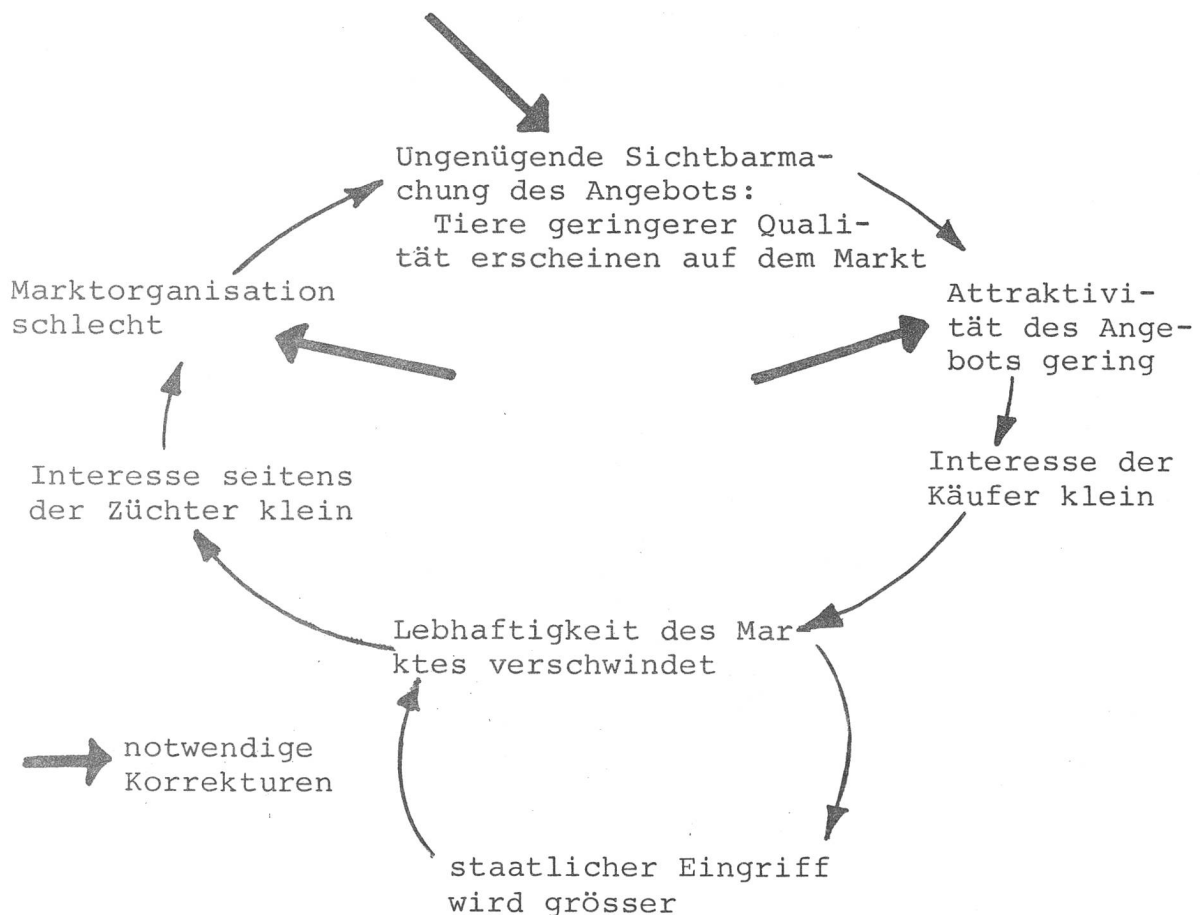 Ungenügende Sichtbarma-
chung des Angebots:
Tiere geringerer Quali-
tät erscheinen auf dem Markt
Marktorganisation
schlecht
Attraktivi-
tät des Ange-
bots gering
Interesse seitens
der Züchter klein
Interesse der
Käufer klein
Lebhaftigkeit des Mar
ktes verschwindet
notwendige
Korrekturen
staatlicher Eingriff
wird grösser